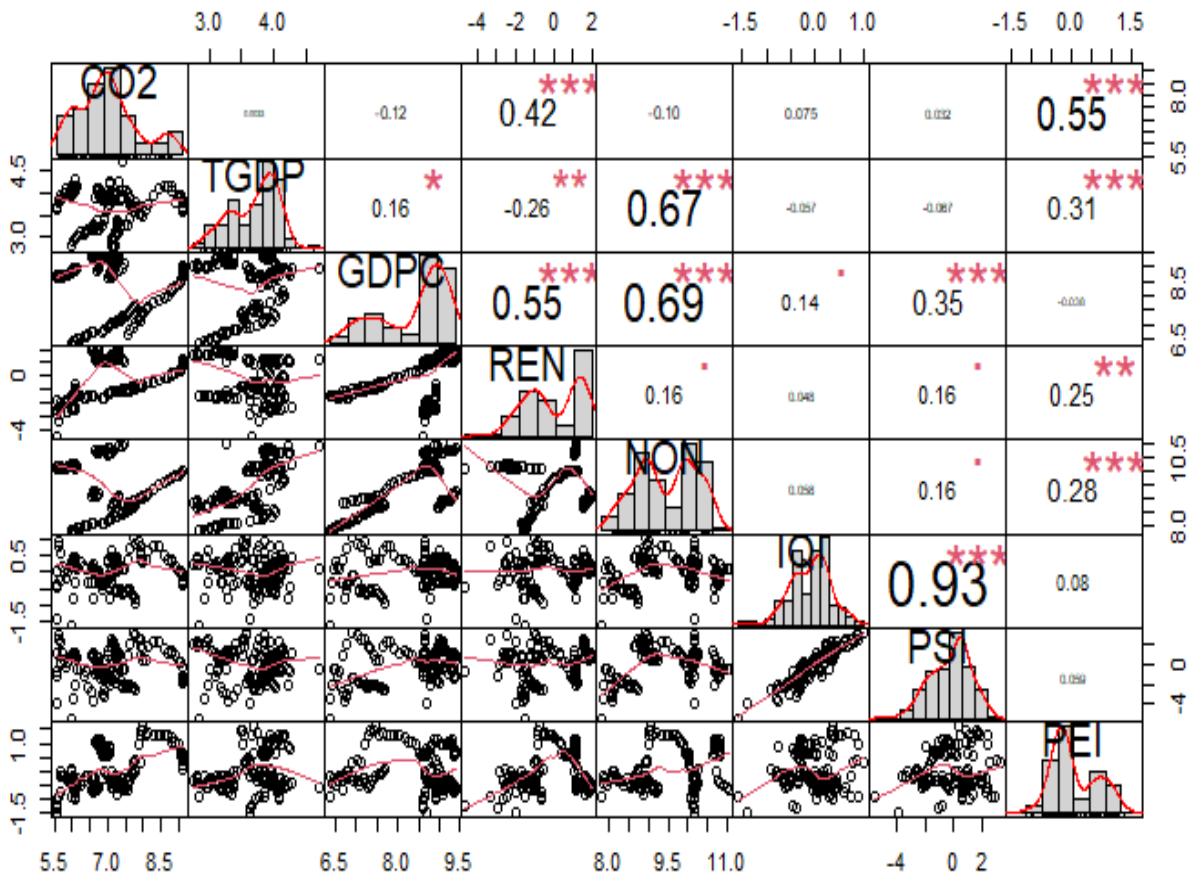 3.0 4.0 -4 -2 0 2 -1.5 0.0 1.0 -1.5 0.0 1.5
CO2 -0.12 0.42 *** -0.10 0.075 0.032 0.55 *** 5.5 8.0
3.0 4.5 TGDP 0.16 * -0.26 ** 0.67 *** -0.057 -0.067 0.31 ***
GDPC 0.55 *** 0.69 *** 0.14 . 0.35 *** 6.5 8.5
-4 0 REN 0.16 . 0.048 0.16 . 0.25 **
NON 0.058 0.16 . 0.28 *** 8.0 10.5
-1.5 0.5 0.93 *** 0.08
PS 0.059 -4 0
-1.5 1.0 PEI
5.5 7.0 8.5 6.5 8.0 9.5 8.0 9.5 11.0 -4 0 2